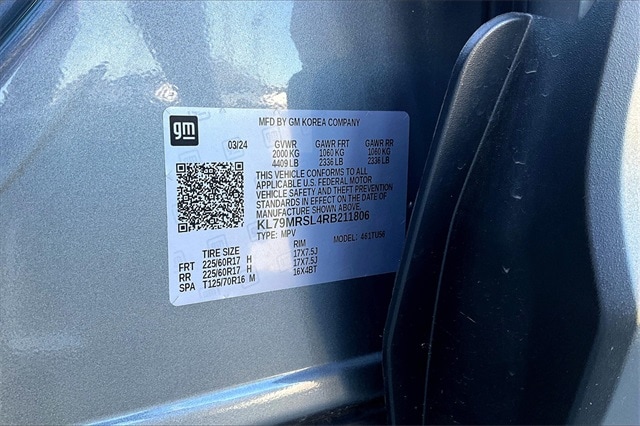 gm
MFD BY GM KOREA COMPANY
03/24 GVWR GAWR FRT GAWR RR
2000 KG 1060 KG 1060 KG
4409 LB 2336 LB 2336 LB
THIS VEHICLE CONFORMS TO ALL
APPLICABLE U.S. FEDERAL MOTOR
VEHICLE SAFETY AND THEFT PREVENTION
STANDARDS IN EFFECT ON THE DATE OF
MANUFACTURE SHOWN ABOVE.
KL79MRSL4RB211806
TYPE: MPV MODEL: 461TU56
TIRE SIZE RIM
FRT 225/60R17 H 17X7.5J
RR 225/60R17 H 17X7.5J
SPA T125/70R16 M 16X4BT